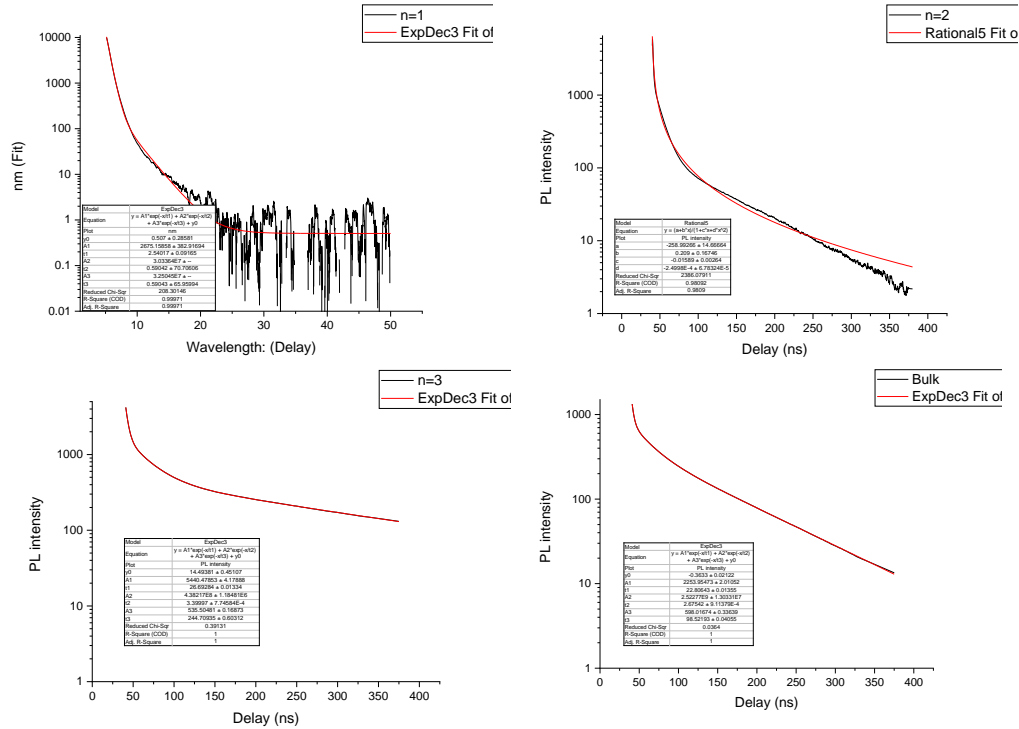 n=1
ExpDec3 Fit of
10000
1000
100
10
1
0.1
0.01
nm (Fit)
10 20 30 40 50
Wavelength: (Delay)
Model ExpDec3
Equation y = A1*exp(-x/t1) + A2*exp(-x/t2) + A3*exp(-x/t3) + y0
Plot nm
y0 0.507 ± 0.28581
A1 2675.15858 ± 382.91694
t1 2.54017 ± 0.09165
A2 3.03364E7 ± --
t2 0.59042 ± 70.70606
A3 3.25045E7 ± --
t3 0.59043 ± 65.95994
Reduced Chi-Sqr 208.30146
R-Square (COD) 0.99971
Adj. R-Square 0.99971
n=2
Rational5 Fit o
1000
100
10
1
PL intensity
0 50 100 150 200 250 300 350 400
Delay (ns)
Model Rational5
Equation y = (a+b*x)/(1+c*x+d*x^2)
Plot PL intensity
a -258.99266 ± 14.66664
b 0.209 ± 0.16746
c -0.01589 ± 0.00264
d -2.4998E-4 ± 6.78324E-5
Reduced Chi-Sqr 2386.07911
R-Square (COD) 0.98092
Adj. R-Square 0.9809
n=3
ExpDec3 Fit of
1000
100
10
1
PL intensity
0 50 100 150 200 250 300 350 400
Delay (ns)
Model ExpDec3
Equation y = A1*exp(-x/t1) + A2*exp(-x/t2) + A3*exp(-x/t3) + y0
Plot PL intensity
y0 14.49381 ± 0.45107
A1 5440.47853 ± 4.17888
t1 26.69284 ± 0.01334
A2 4.38217E8 ± 1.18481E6
t2 3.39997 ± 7.74584E-4
A3 535.50481 ± 0.16873
t3 244.70935 ± 0.60312
Reduced Chi-Sqr 0.39131
R-Square (COD) 1
Adj. R-Square 1
Bulk
ExpDec3 Fit of
1000
100
10
1
PL intensity
0 50 100 150 200 250 300 350 400
Delay (ns)
Model ExpDec3
Equation y = A1*exp(-x/t1) + A2*exp(-x/t2) + A3*exp(-x/t3) + y0
Plot PL intensity
y0 -0.3633 ± 0.02122
A1 2253.95473 ± 2.01052
t1 22.80643 ± 0.01355
A2 2.52277E9 ± 1.30331E7
t2 2.67542 ± 9.11379E-4
A3 598.01674 ± 0.33639
t3 98.52193 ± 0.04055
Reduced Chi-Sqr 0.0364
R-Square (COD) 1
Adj. R-Square 1